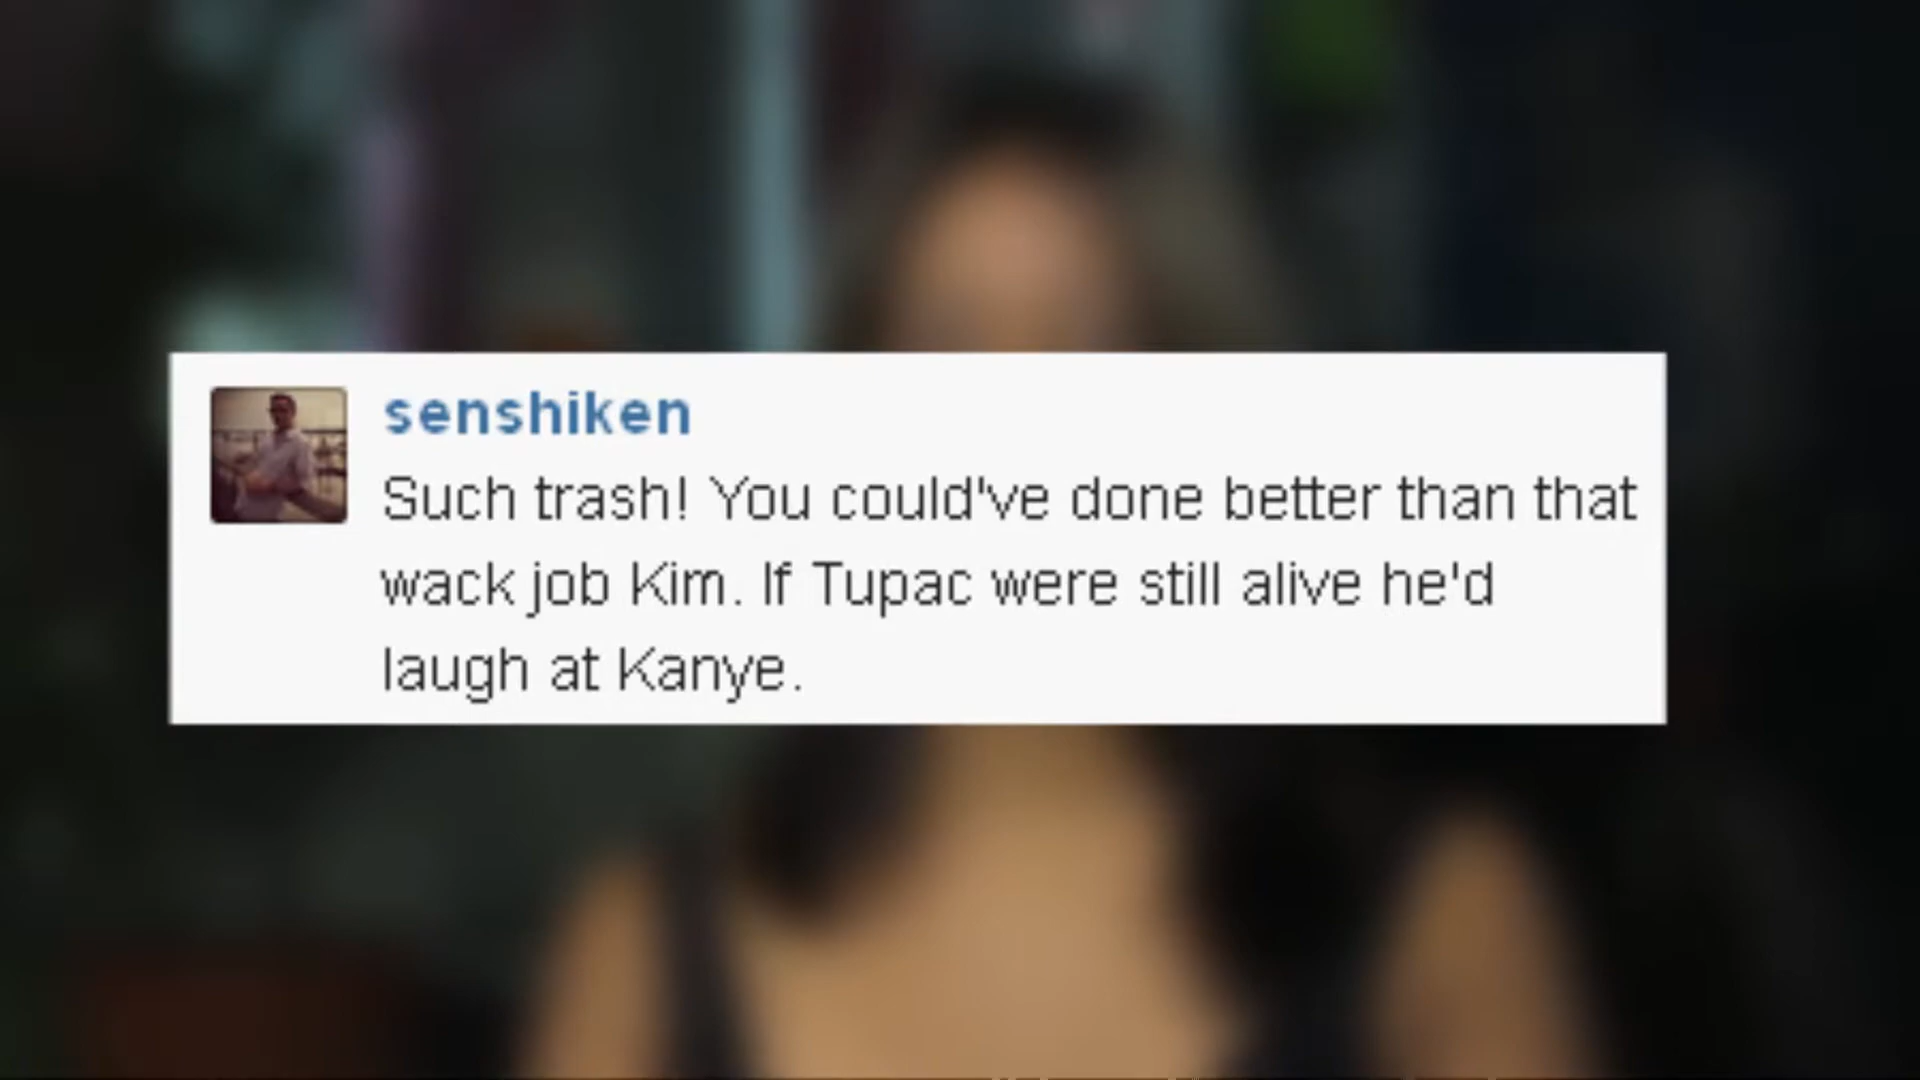 senshiken
Such trash! You could've done better than that
wack job Kim. If Tupac were still alive he'd
laugh at Kanye.